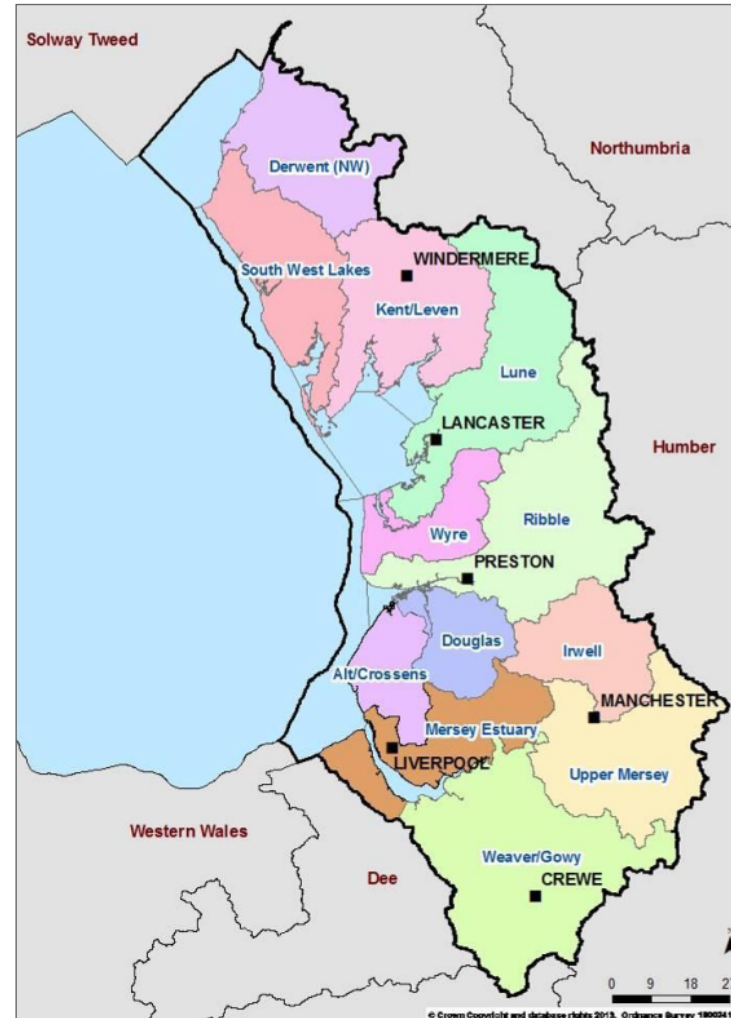 Solway Tweed
Northumbria
Derwent (NW)
WINDERMERE
South West Lakes
Kent/Leven
Lune
LANCASTER
Humber
Ribble
Wyre
PRESTON
Douglas
Irwell
Alt/Crossens
MANCHESTER
Mersey Estuary
LIVERPOOL
Upper Mersey
Western Wales
Weaver/Gowy
Dee
CREWE
0 9 18
© Crown Copyright and database rights 2013. Ordnance Survey